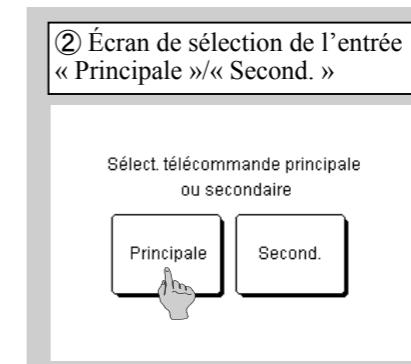 ② Écran de sélection de l’entrée
« Principale »/« Second. »
Sélect. télécommande principale
ou secondaire
Principale
Second.